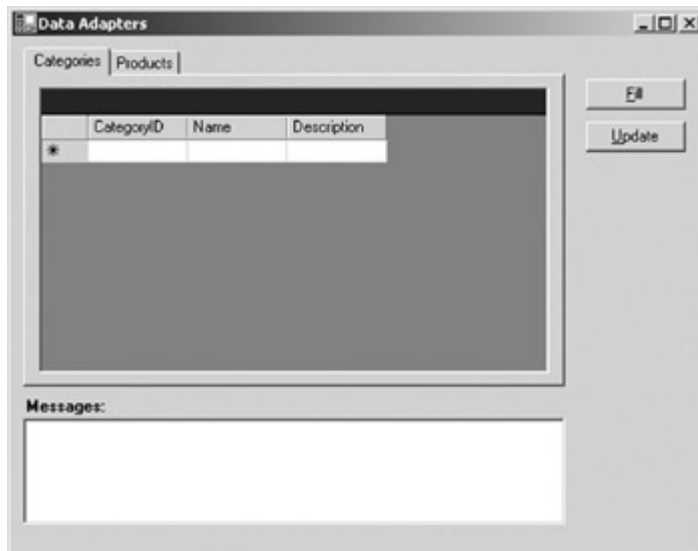 Data Adapters
Categories Products
Fill
CategoryID Name Description
Update
*
Messages: